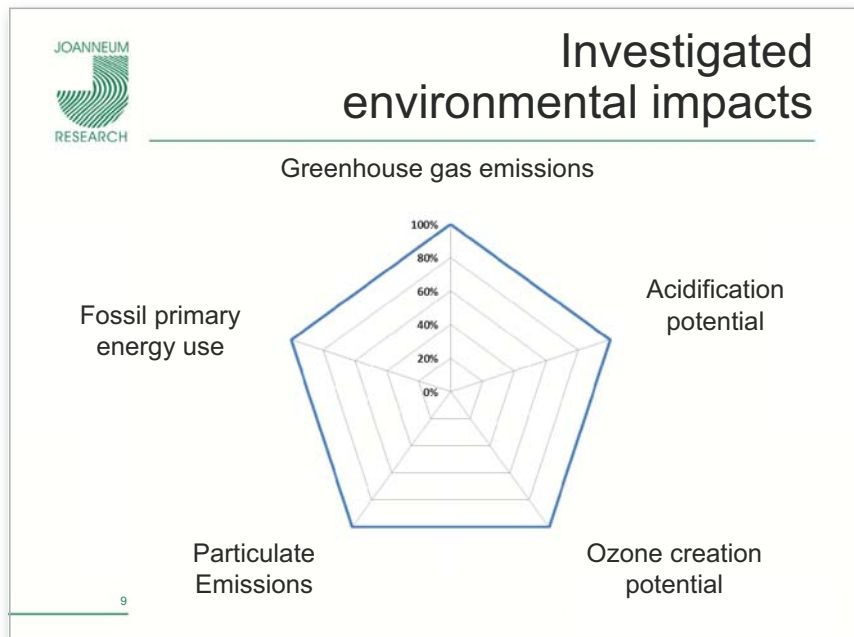 JOANNEUM
RESEARCH
Investigated
environmental impacts
Greenhouse gas emissions
100%
80%
60%
40%
20%
0%
Acidification
potential
Fossil primary
energy use
Particulate
Emissions
Ozone creation
potential
9